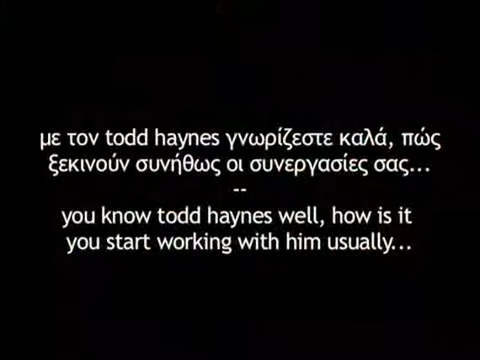 με τον todd haynes γνωρίζεστε καλά, πώς
ξεκινούν συνήθως οι συνεργασίες σας...
--
you know todd haynes well, how is it
you start working with him usually...